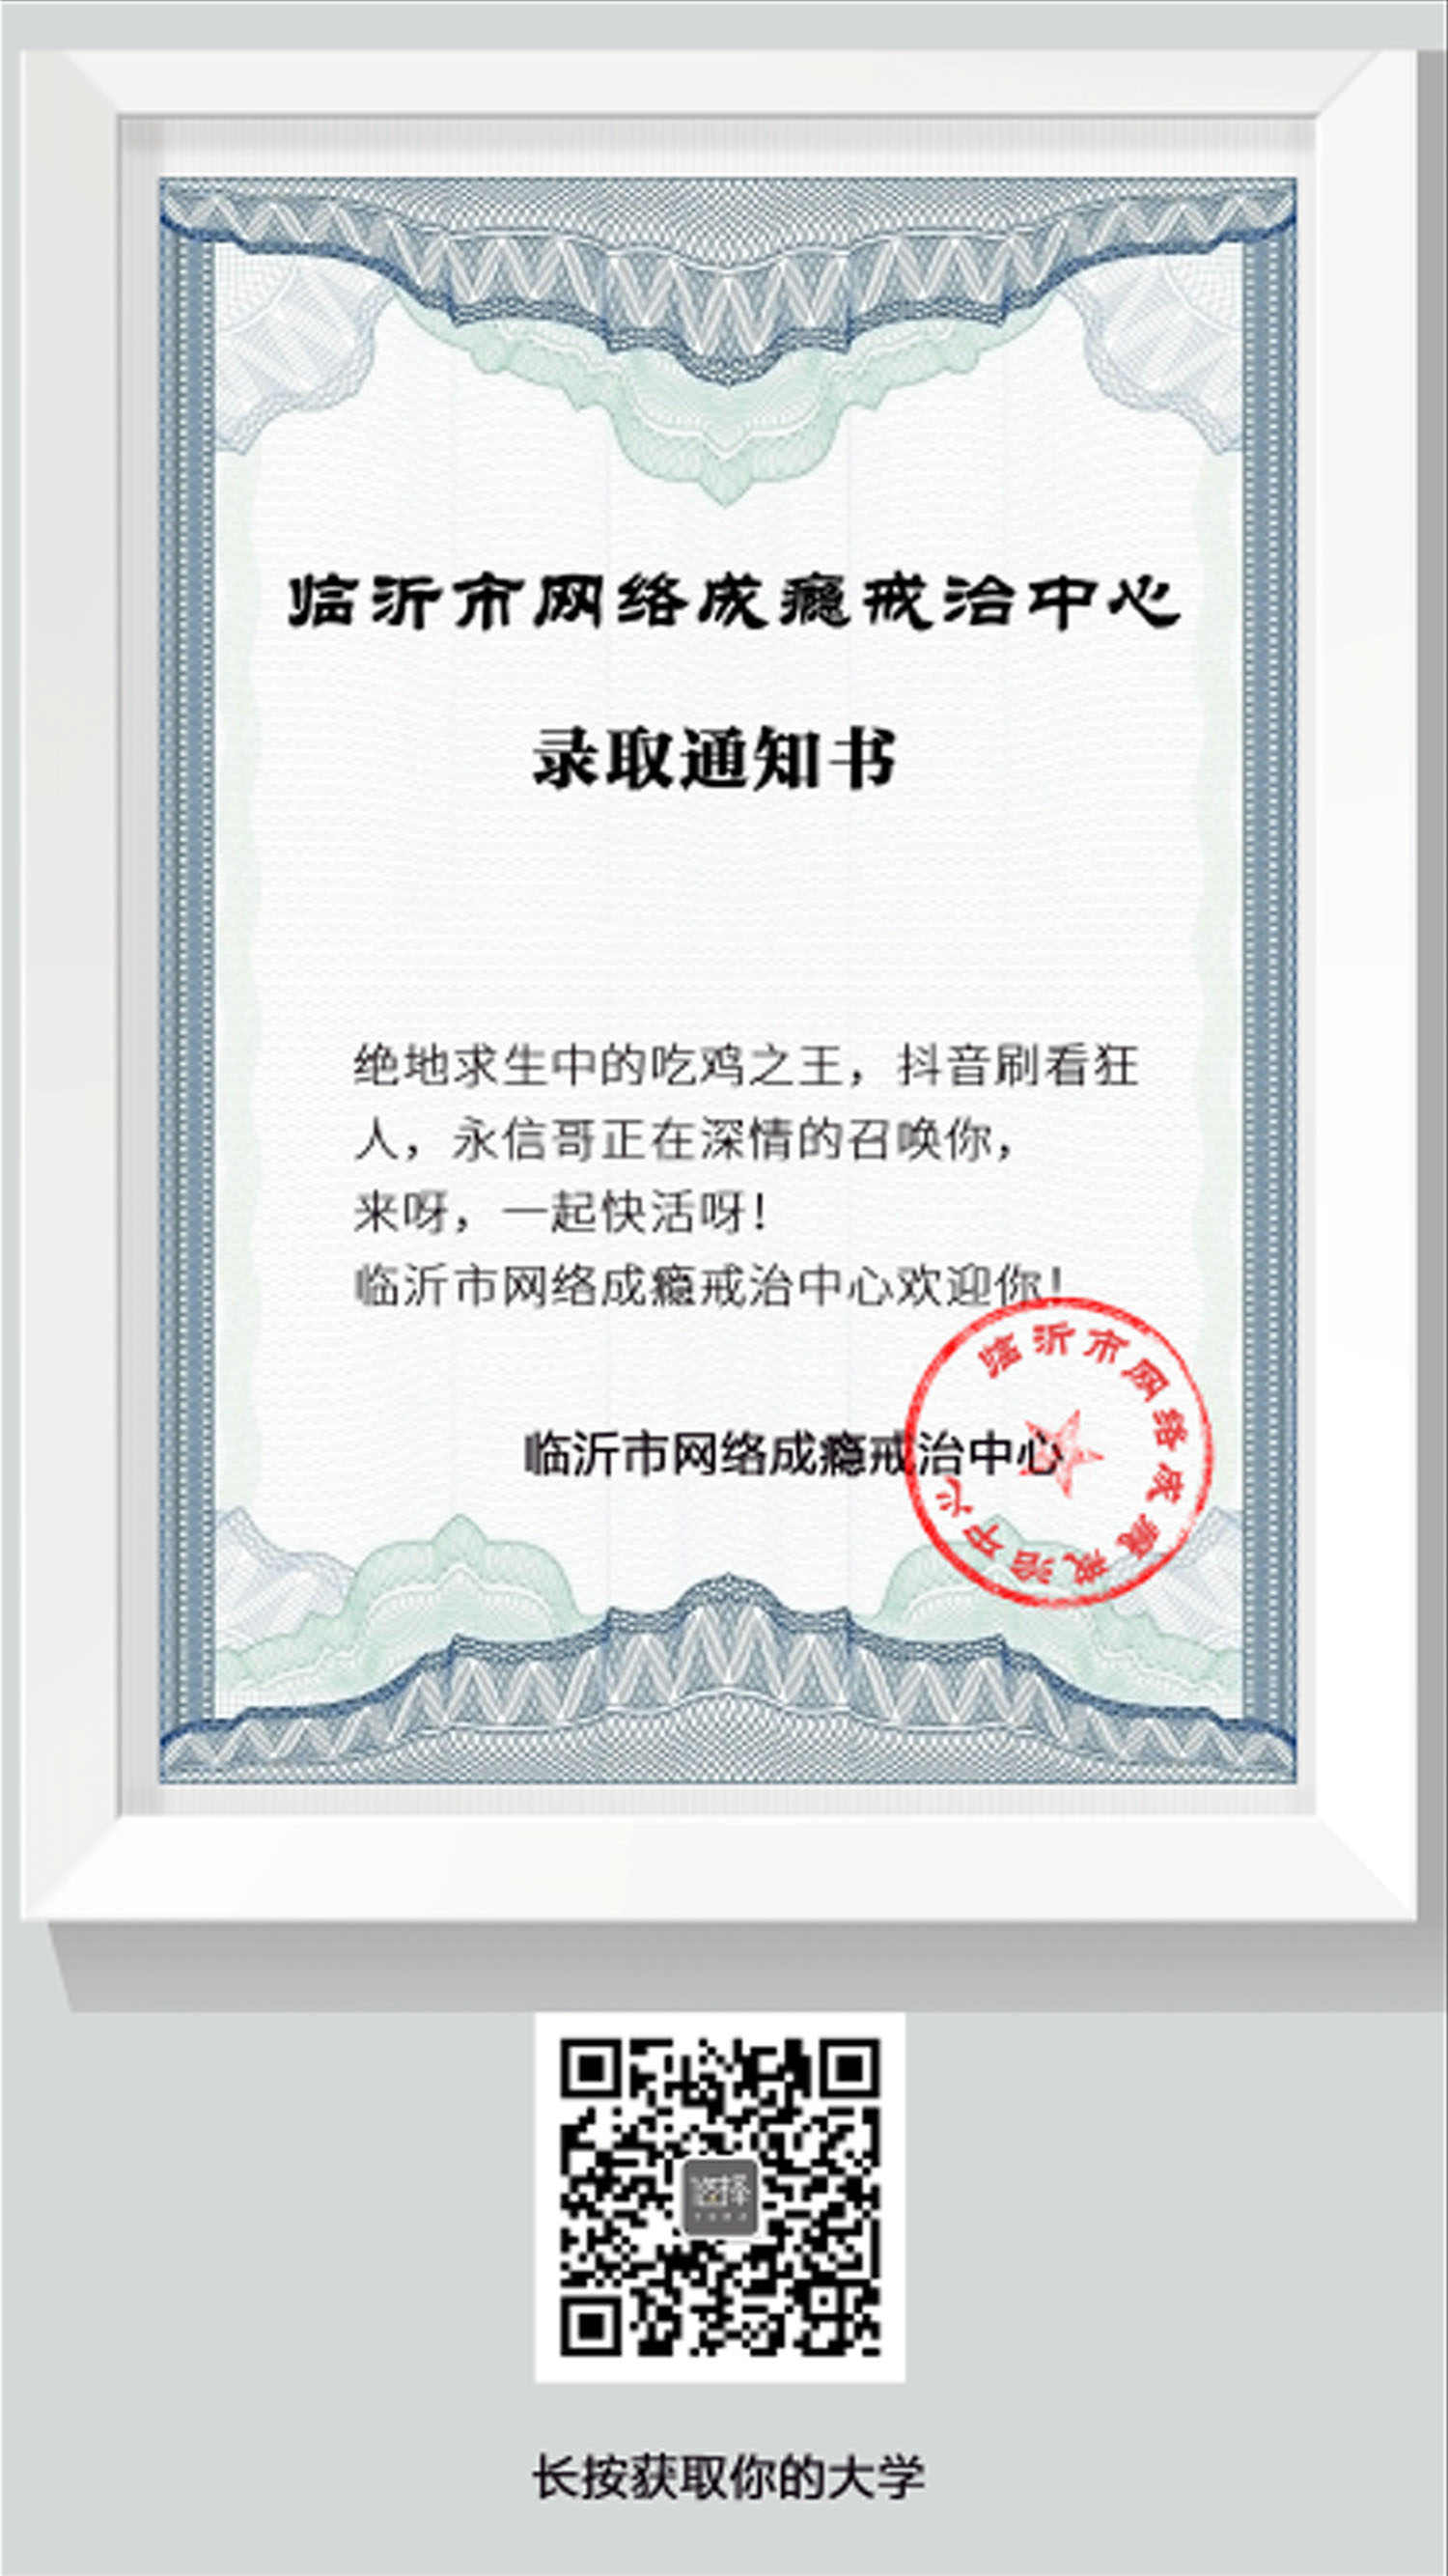 临沂市网络成瘾戒治中心
录取通知书
绝地求生中的吃鸡之王，抖音刷看狂
人，永信哥正在深情的召唤你，
来呀，一起快活呀！
临沂市网络成瘾戒治中心欢迎你！
临沂市网络成瘾戒治中心
临沂市网络成瘾戒治中心
选择
长按获取你的大学